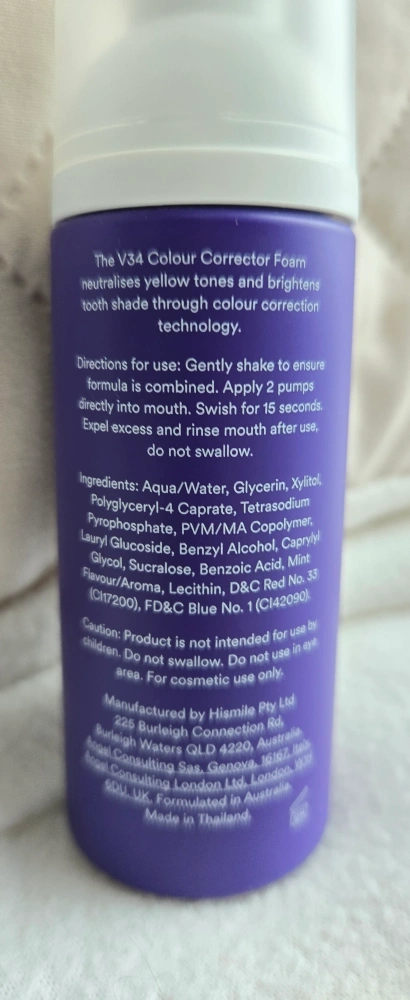 The V34 Colour Corrector Foam
neutralises yellow tones and brightens
tooth shade through colour correction
technology.
Directions for use: Gently shake to ensure
formula is combined. Apply 2 pumps
directly into mouth. Swish for 15 seconds.
Expel excess and rinse mouth after use,
do not swallow.
Ingredients: Aqua/Water, Glycerin, Xylitol,
Polyglyceryl-4 Caprate, Tetrasodium
Pyrophosphate, PVM/MA Copolymer,
Lauryl Glucoside, Benzyl Alcohol, Caprylyl
Glycol, Sucralose, Benzoic Acid, Mint
Flavour/Aroma, Lecithin, D&C Red No. 33
(CI17200), FD&C Blue No. 1 (CI42090).
Caution: Product is not intended for use by
children. Do not swallow. Do not use in eye
area. For cosmetic use only.
Manufactured by Hismile Pty Ltd
225 Burleigh Connection Rd,
Burleigh Waters QLD 4220, Australia.
Consulting Sas, Genova, 16167, Italy.
Consulting London Ltd, London,
6DU, UK. Formulated in Australia.
Made in Thailand.